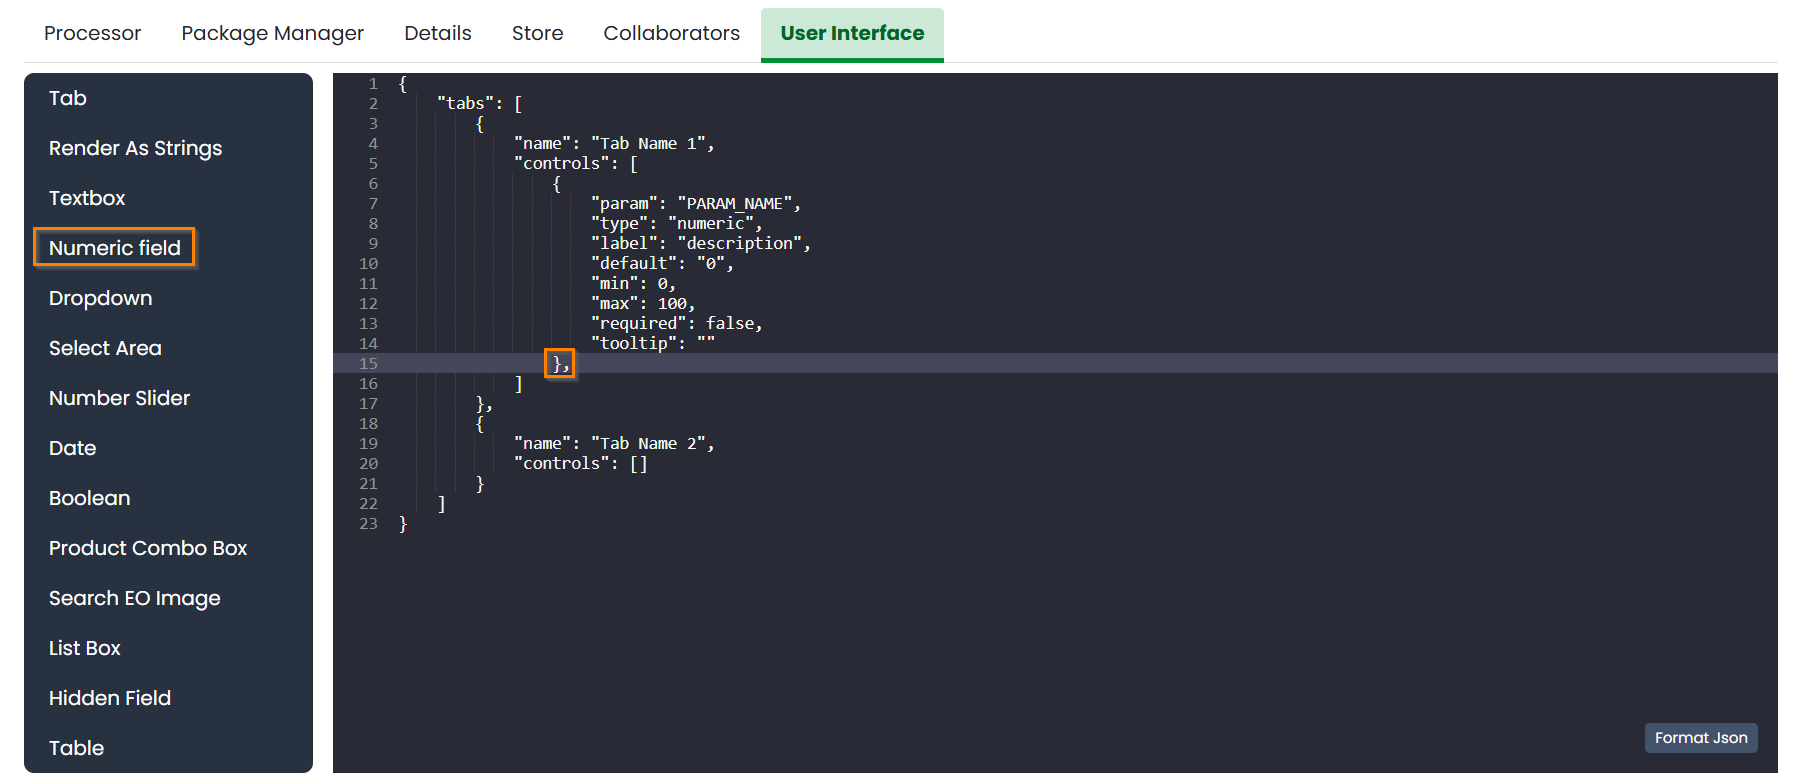 Processor Package Manager Details Store Collaborators User Interface
Tab
Render As Strings
Textbox
Numeric field
Dropdown
Select Area
Number Slider
Date
Boolean
Product Combo Box
Search EO Image
List Box
Hidden Field
Table
1 {
2 "tabs": [
3 {
4 "name": "Tab Name 1",
5 "controls": [
6 {
7 "param": "PARAM_NAME",
8 "type": "numeric",
9 "label": "description",
10 "default": "0",
11 "min": 0,
12 "max": 100,
13 "required": false,
14 "tooltip": ""
15 },
16 ]
17 },
18 {
19 "name": "Tab Name 2",
20 "controls": []
21 }
22 ]
23 }
Format Json